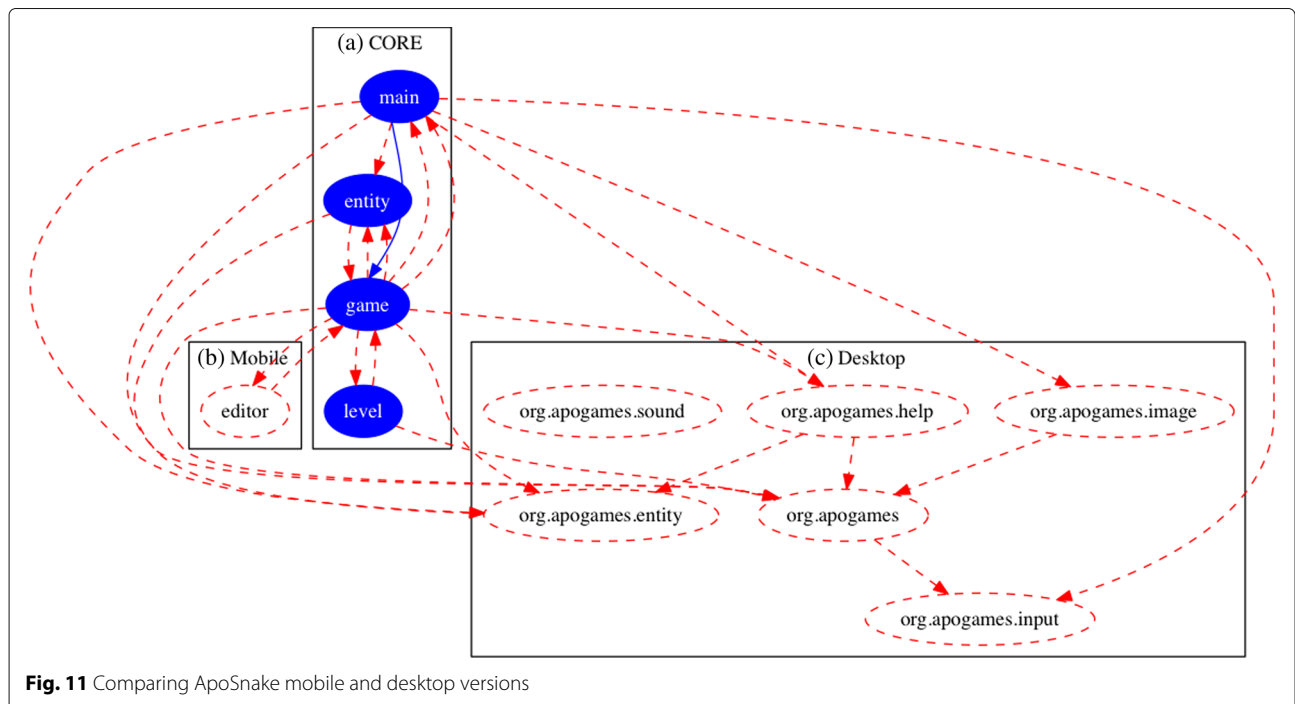 (a) CORE
main
entity
game
(b) Mobile
(c) Desktop
editor
level
org.apogames.sound
org.apogames.help
org.apogames.image
org.apogames.entity
org.apogames
org.apogames.input
Fig. 11 Comparing ApoSnake mobile and desktop versions